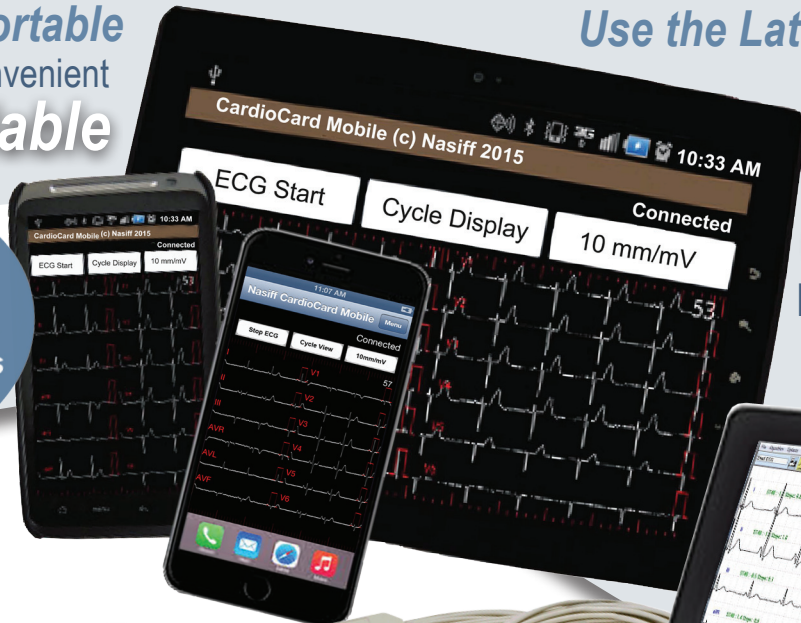 ortable
nvenient
able
Use the Lat
CardioCard Mobile (c) Nasiff 2015
10:33 AM
Connected
ECG Start
Cycle Display
10 mm/mV
53
V1
10:33 AM
CardioCard Mobile (c) Nasiff 2015
Connected
ECG Start
Cycle Display
10 mm/mV
53
11:07 AM
Nasiff CardioCard Mobile
Menu
Connected
Stop ECG
Cycle View
10mm/mV
57
I
V1
II
V2
III
V3
AVR
V4
AVL
V5
AVF
V6
s